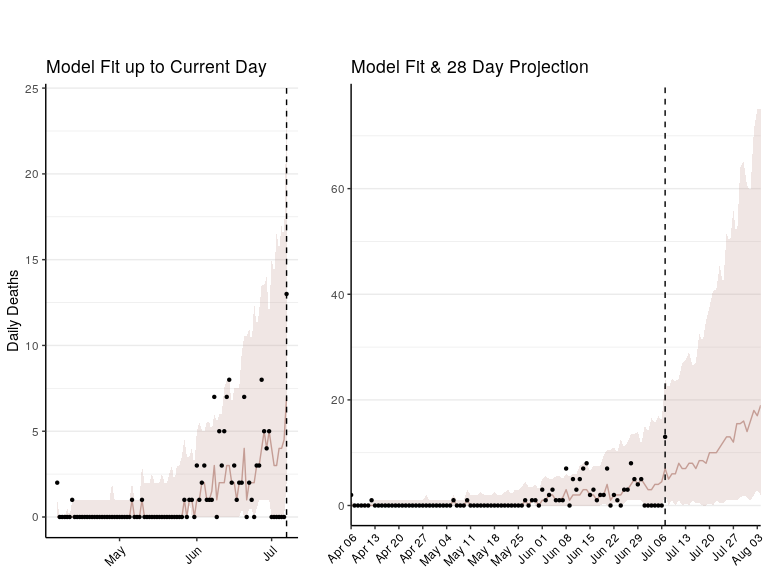 Model Fit up to Current Day
Daily Deaths
25
20
15
10
5
0
May
Jun
Jul
Model Fit & 28 Day Projection
60
40
20
0
Apr 06
Apr 13
Apr 20
Apr 27
May 04
May 11
May 18
May 25
Jun 01
Jun 08
Jun 15
Jun 22
Jun 29
Jul 06
Jul 13
Jul 20
Jul 27
Aug 03